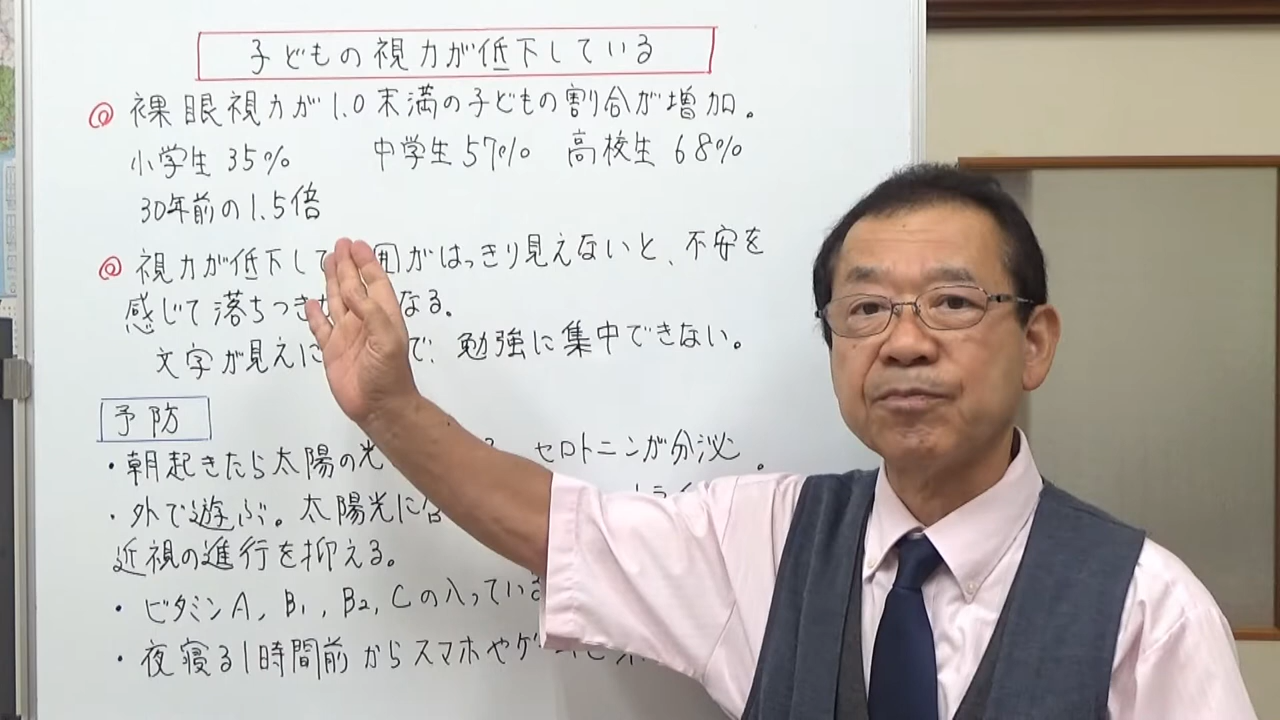 子どもの視力が低下している
◎ 裸眼視力が1.0末満の子どもの割合が増加。
小学生 35% 中学生 57% 高校生 68%
30年前の1.5倍
◎ 視力が低下して 囲がはっきり見えないと、不安を
感じて落ちつき なる。
文字が見えに で、勉強に集中できない。
予防
・朝起きたら太陽の光 セロトニンが分泌。
・外で遊ぶ。太陽光に
近視の進行を抑える。
・ビタミンA, B1, B2, Cの入っている
・夜寝る1時間前からスマホやゲ